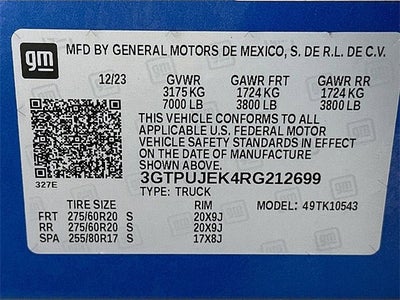 gm
MFD BY GENERAL MOTORS DE MEXICO, S. DE R.L. DE C.V.
12/23 GVWR GAWR FRT GAWR RR
3175 KG 1724 KG 1724 KG
7000 LB 3800 LB 3800 LB
THIS VEHICLE CONFORMS TO ALL APPLICABLE
U.S. FEDERAL MOTOR
VEHICLE SAFETY STANDARDS IN EFFECT
ON THE DATE OF MANUFACTURE
SHOWN ABOVE.
327E
3GTPUJEK4RG212699
TYPE: TRUCK MODEL: 49TK10543
TIRE SIZE RIM
FRT 275/60R20 S 20X9J
RR 275/60R20 S 20X9J
SPA 255/80R17 S 17X8J